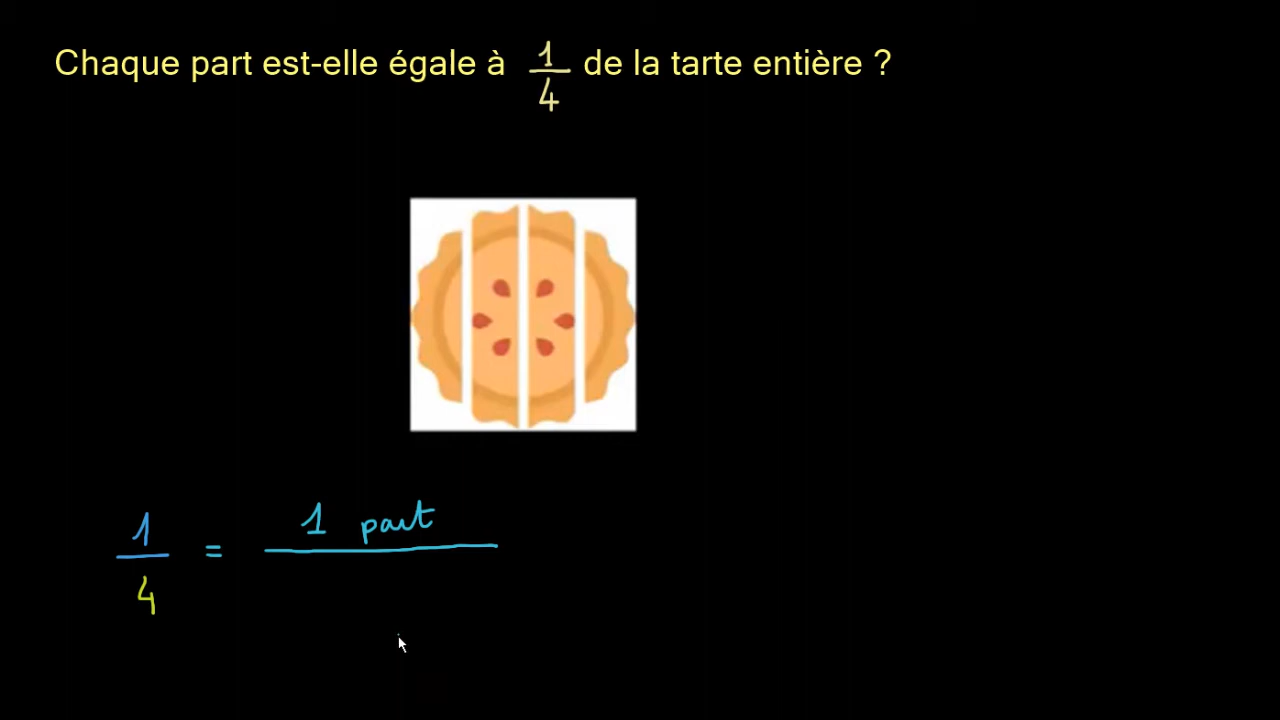 Chaque part est-elle égale à 1/4 de la tarte entière ?
1/4 = 1 part